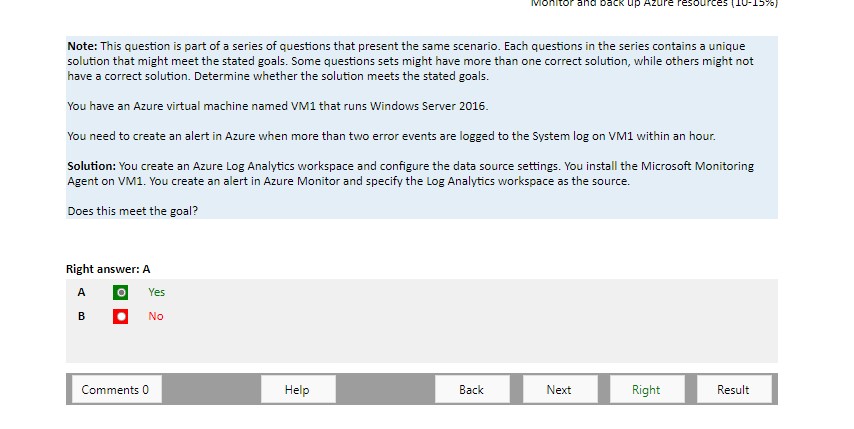 Monitor and back up Azure resources (10-15%)
Note: This question is part of a series of questions that present the same scenario. Each questions in the series contains a unique
solution that might meet the stated goals. Some questions sets might have more than one correct solution, while others might not
have a correct solution. Determine whether the solution meets the stated goals.
You have an Azure virtual machine named VM1 that runs Windows Server 2016.
You need to create an alert in Azure when more than two error events are logged to the System log on VM1 within an hour.
Solution: You create an Azure Log Analytics workspace and configure the data source settings. You install the Microsoft Monitoring
Agent on VM1. You create an alert in Azure Monitor and specify the Log Analytics workspace as the source.
Does this meet the goal?
Right answer: A
A Yes
B No
Comments 0 Help Back Next Right Result